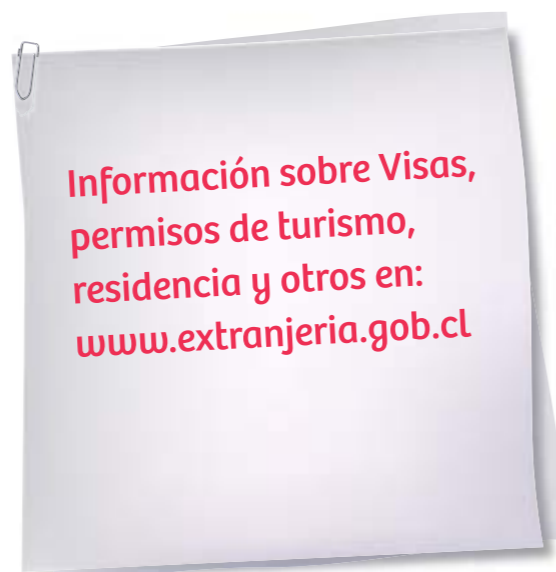 Información sobre Visas,
permisos de turismo,
residencia y otros en:
www.extranjeria.gob.cl